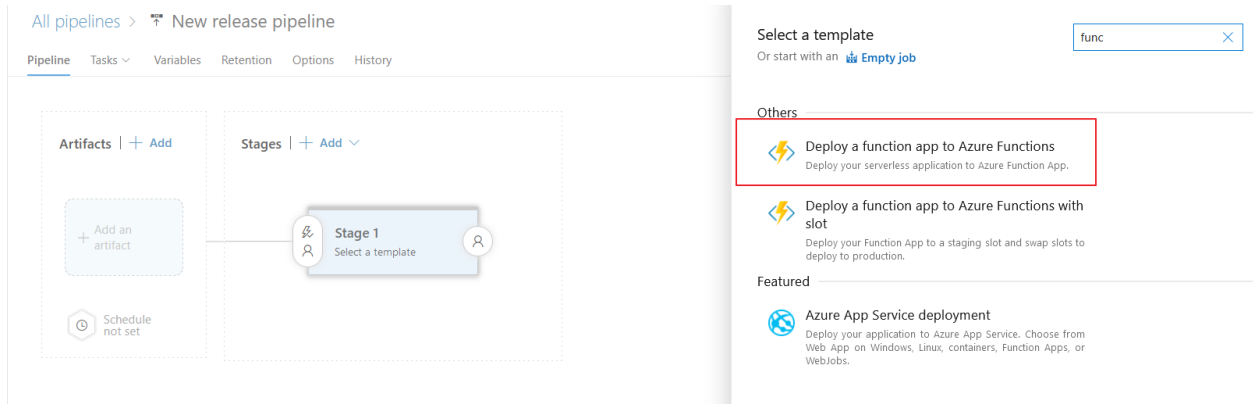 All pipelines > New release pipeline
Pipeline Tasks Variables Retention Options History
Artifacts | + Add
Stages | + Add
+ Add an
artifact
Stage 1
Select a template
Schedule
not set
Select a template
Or start with an Empty job
func
Others
Deploy a function app to Azure Functions
Deploy your serverless application to Azure Function App.
Deploy a function app to Azure Functions with
slot
Deploy your Function App to a staging slot and swap slots to
deploy to production.
Featured
Azure App Service deployment
Deploy your application to Azure App Service. Choose from
Web App on Windows, Linux, containers, Function Apps, or
WebJobs.